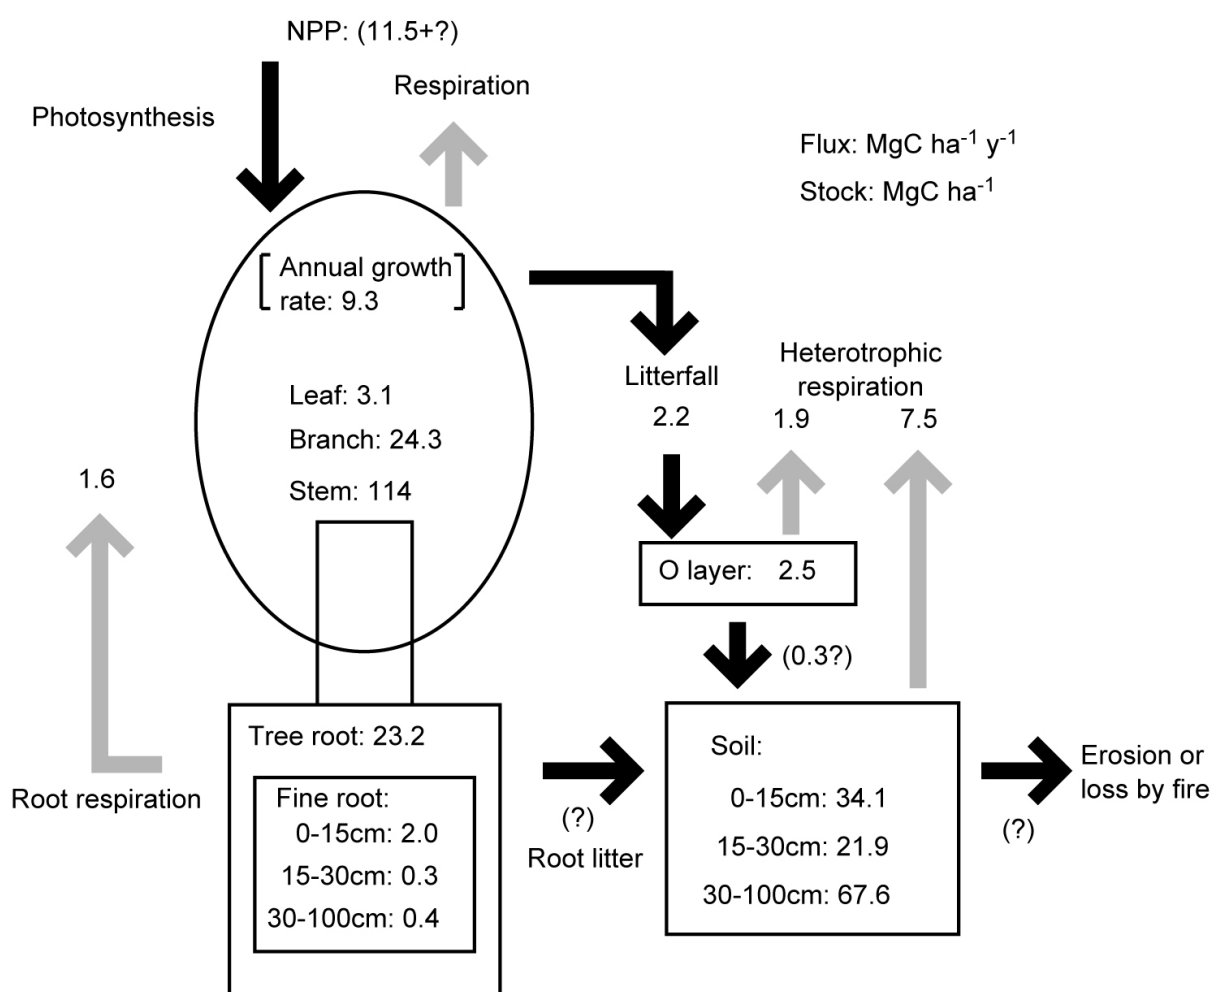 NPP: (11.5+?)
Respiration
Photosynthesis
Flux: MgC ha⁻¹ y⁻¹
Stock: MgC ha⁻¹
Annual growth
rate: 9.3
Leaf: 3.1
Branch: 24.3
Stem: 114
Litterfall
2.2
Heterotrophic
respiration
1.9 7.5
1.6
Root respiration
O layer: 2.5
(0.3?)
Tree root: 23.2
Fine root:
0-15cm: 2.0
15-30cm: 0.3
30-100cm: 0.4
(?)
Root litter
Soil:
0-15cm: 34.1
15-30cm: 21.9
30-100cm: 67.6
Erosion or
loss by fire
(?)